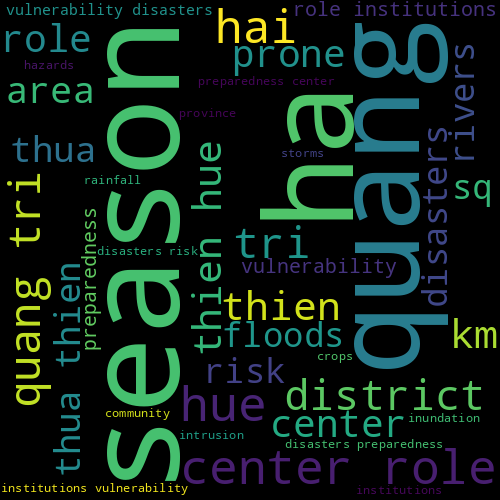 vulnerability disasters
role institutions
hai
role
prone
hazards
preparedness center
area
province
season
ha
quang
rivers
thua
storms
disasters
rainfall
thien hue
sq
quang tri
preparedness
tri
disasters risk
vulnerability
thua thien
thien
floods
km
crops
risk
district
hue
community
center
inundation
intrusion
disasters preparedness
center role
institutions vulnerability
institutions